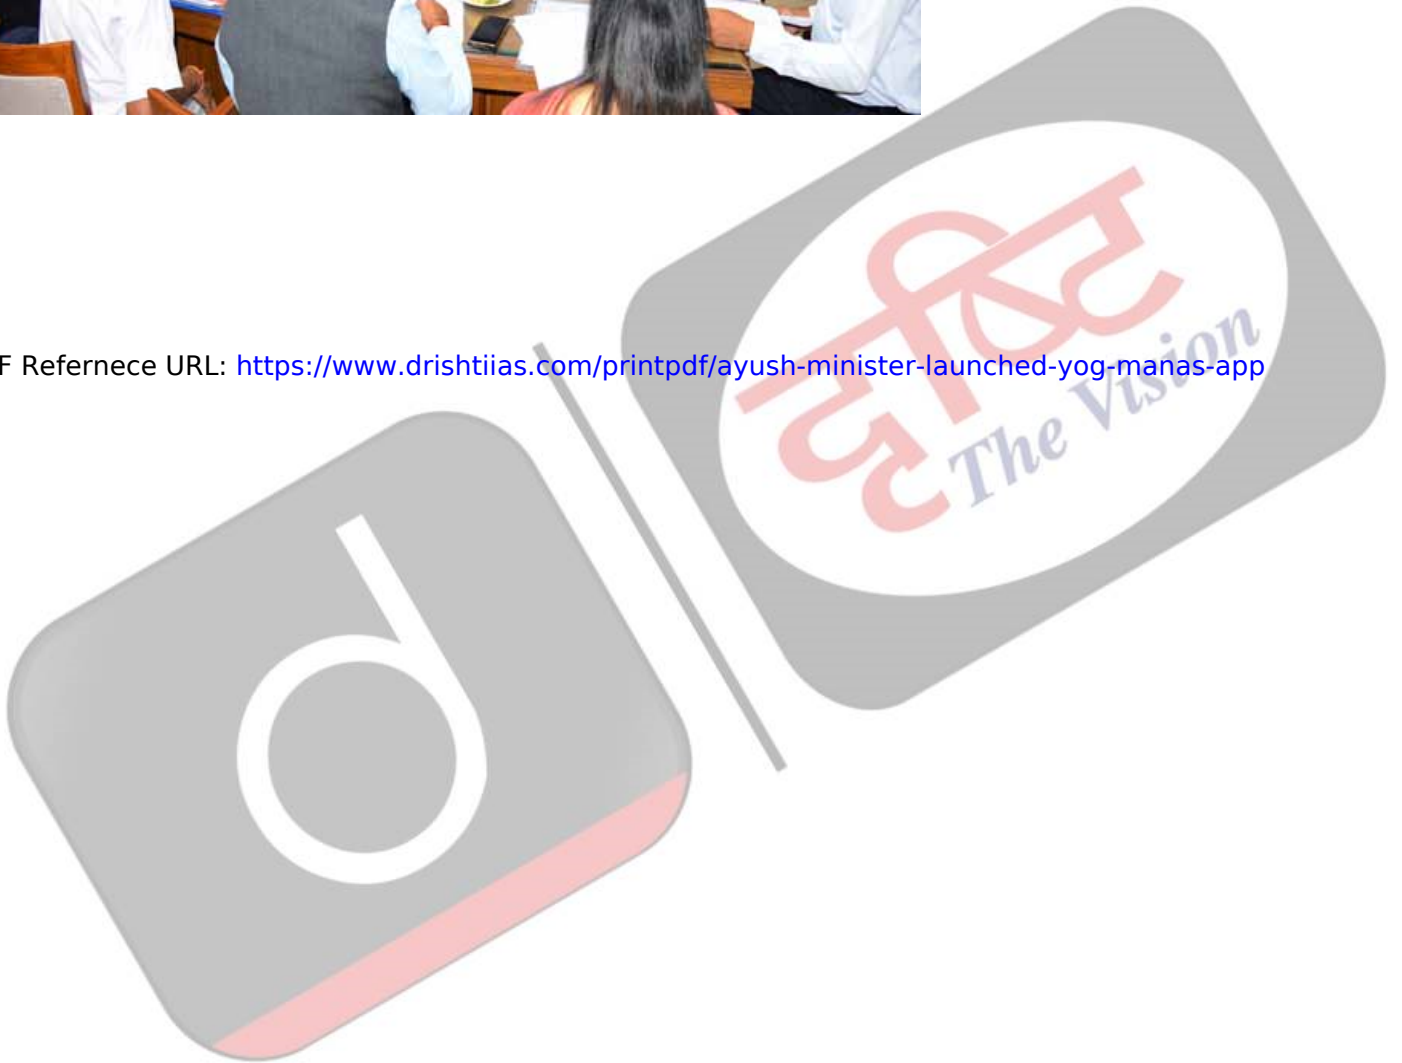 F Refernece URL: https://www.drishtiias.com/printpdf/ayush-minister-launched-yog-manas-app
दृष्टि
The Vision
d